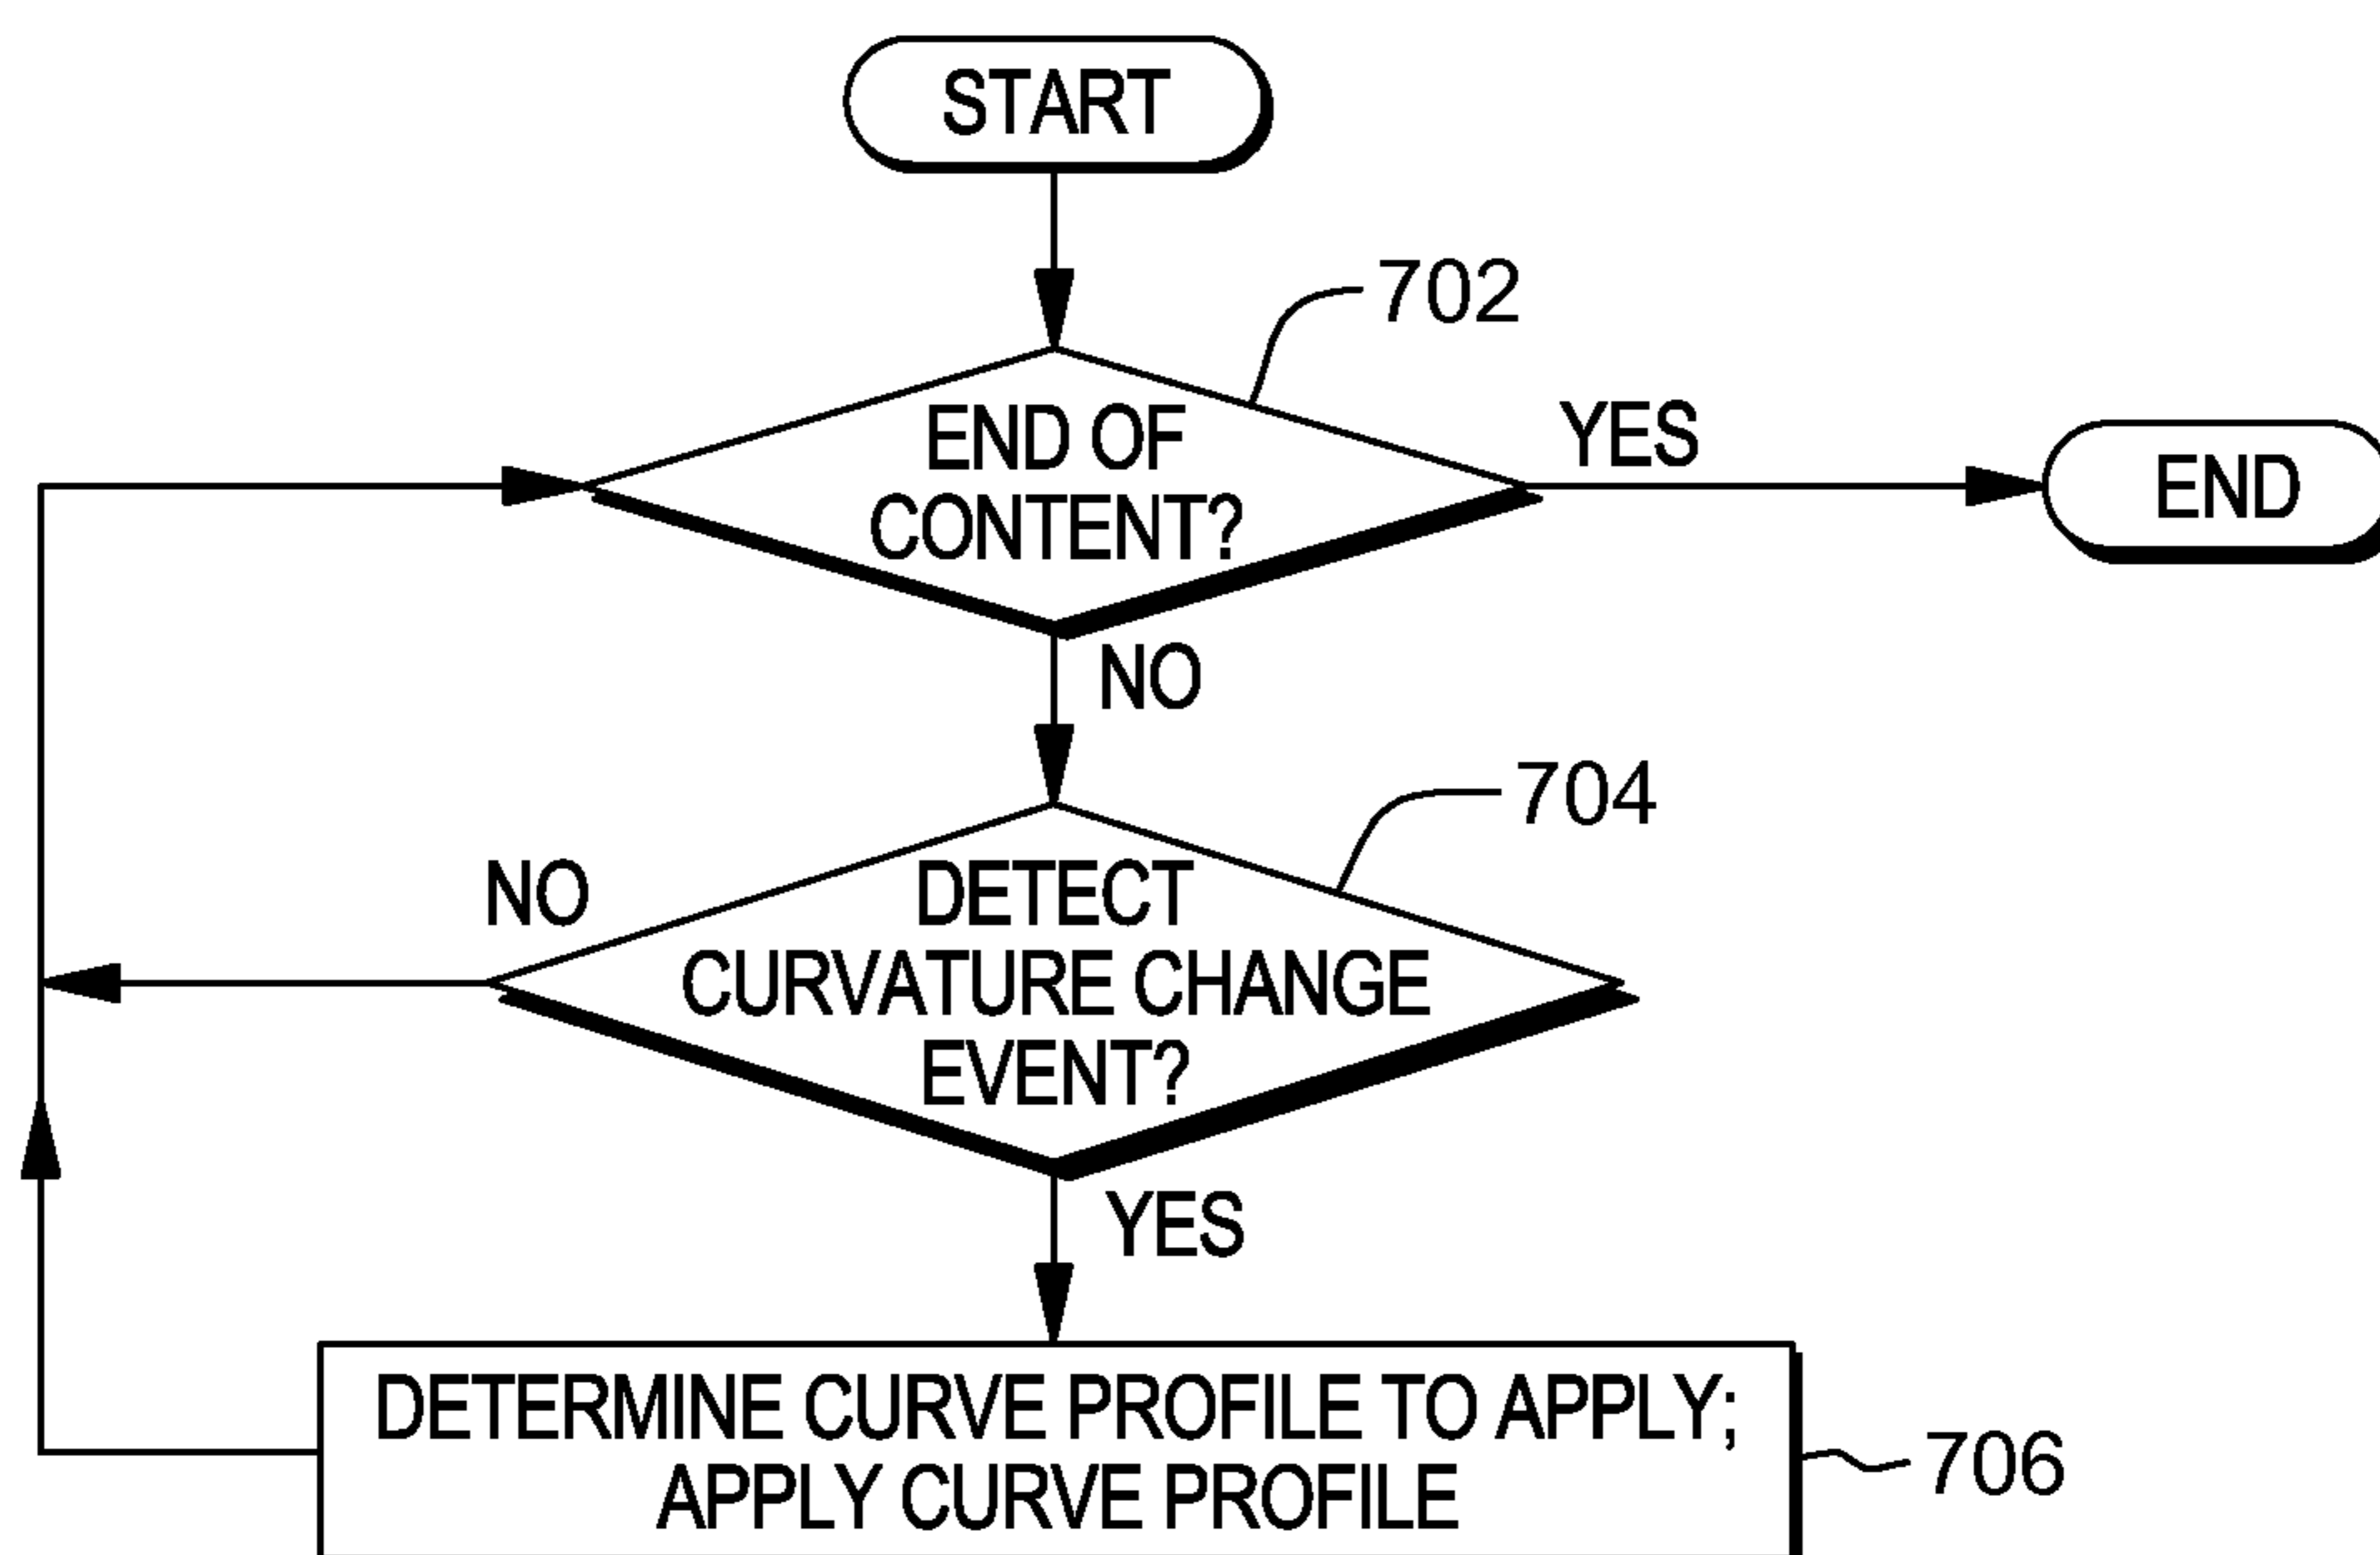 START
702
END OF
CONTENT?
YES
END
NO
704
NO
DETECT
CURVATURE CHANGE
EVENT?
YES
DETERMINE CURVE PROFILE TO APPLY;
APPLY CURVE PROFILE
706